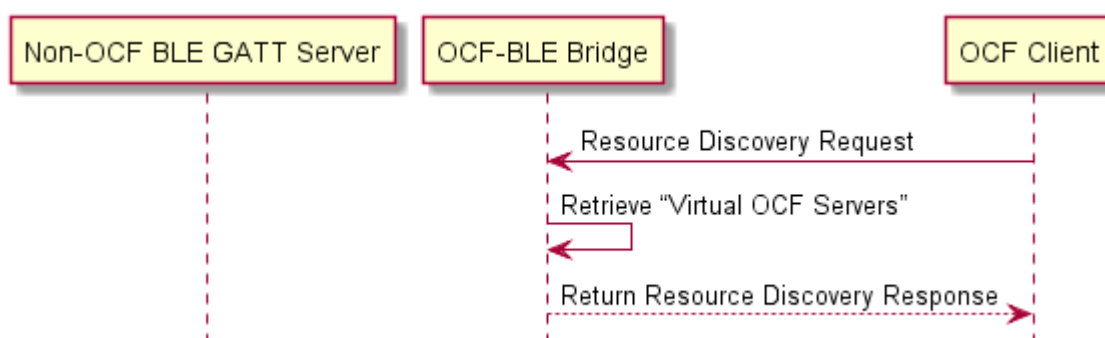 Non-OCF BLE GATT Server
OCF-BLE Bridge
OCF Client
Resource Discovery Request
Retrieve “Virtual OCF Servers”
Return Resource Discovery Response